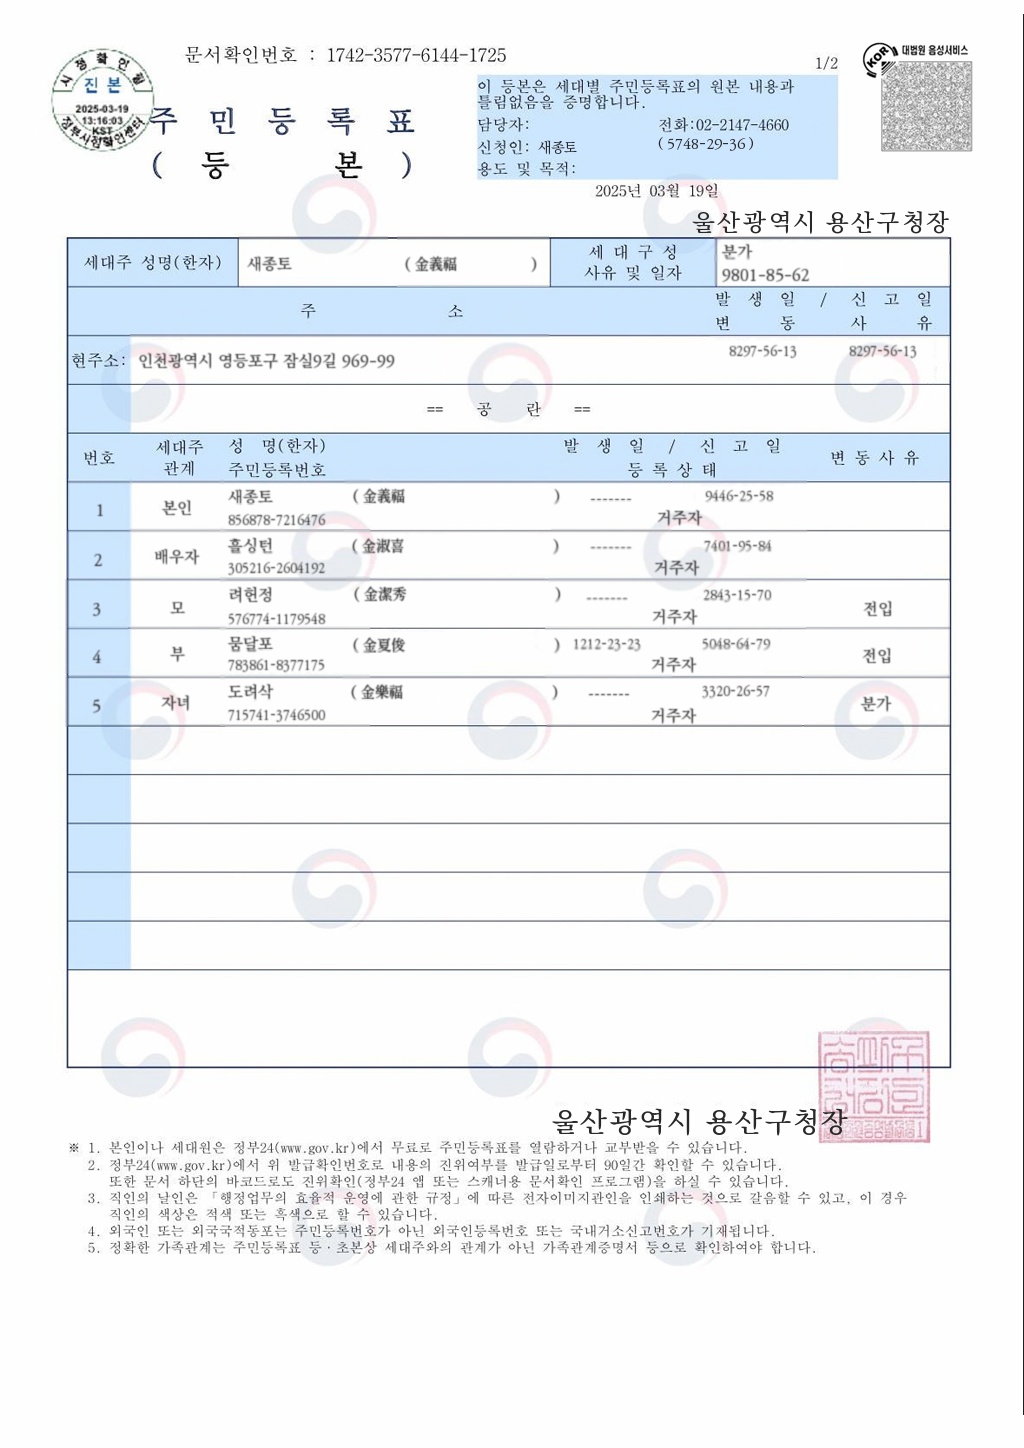 문서확인번호 : 1742-3577-6144-1725
대법원 음성서비스
KOR
1/2
시점확인필
진본
2025-03-19
13:16:03
KST
정부시점확인센터
주 민 등 록 표
( 등 본 )
이 등본은 세대별 주민등록표의 원본 내용과
틀림없음을 증명합니다.
담당자: 전화:02-2147-4660
신청인: 새종토 ( 5748-29-36 )
용도 및 목적:
2025년 03월 19일
울산광역시 용산구청장
세대주 성명(한자) 새종토 ( 金義福 ) 세 대 구 성 분가
사유 및 일자 9801-85-62
주 소 발 생 일 / 신 고 일
변 동 사 유
현주소: 인천광역시 영등포구 잠실9길 969-99 8297-56-13 8297-56-13
== 공 란 ==
번호 세대주 성 명(한자) 발 생 일 / 신 고 일 변 동 사 유
관계 주민등록번호 등 록 상 태
1 본인 새종토 ( 金義福 ) ------- 9446-25-58
856878-7216476 거주자
2 배우자 흘싱턴 ( 金淑喜 ) ------- 7401-95-84
305216-2604192 거주자
3 모 려헌정 ( 金潔秀 ) ------- 2843-15-70 전입
576774-1179548 거주자
4 부 뭄달포 ( 金夏俊 ) 1212-23-23 5048-64-79 전입
783861-8377175 거주자
5 자녀 도려삭 ( 金樂福 ) ------- 3320-26-57 분가
715741-3746500 거주자
울산광역시 용산구청장
※ 1. 본인이나 세대원은 정부24(www.gov.kr)에서 무료로 주민등록표를 열람하거나 교부받을 수 있습니다.
2. 정부24(www.gov.kr)에서 위 발급확인번호로 내용의 진위여부를 발급일로부터 90일간 확인할 수 있습니다.
또한 문서 하단의 바코드로도 진위확인(정부24 앱 또는 스캐너용 문서확인 프로그램)을 하실 수 있습니다.
3. 직인의 날인은 「행정업무의 효율적 운영에 관한 규정」에 따른 전자이미지관인을 인쇄하는 것으로 갈음할 수 있고, 이 경우
직인의 색상은 적색 또는 흑색으로 할 수 있습니다.
4. 외국인 또는 외국국적동포는 주민등록번호가 아닌 외국인등록번호 또는 국내거소신고번호가 기재됩니다.
5. 정확한 가족관계는 주민등록표 등·초본상 세대주와의 관계가 아닌 가족관계증명서 등으로 확인하여야 합니다.